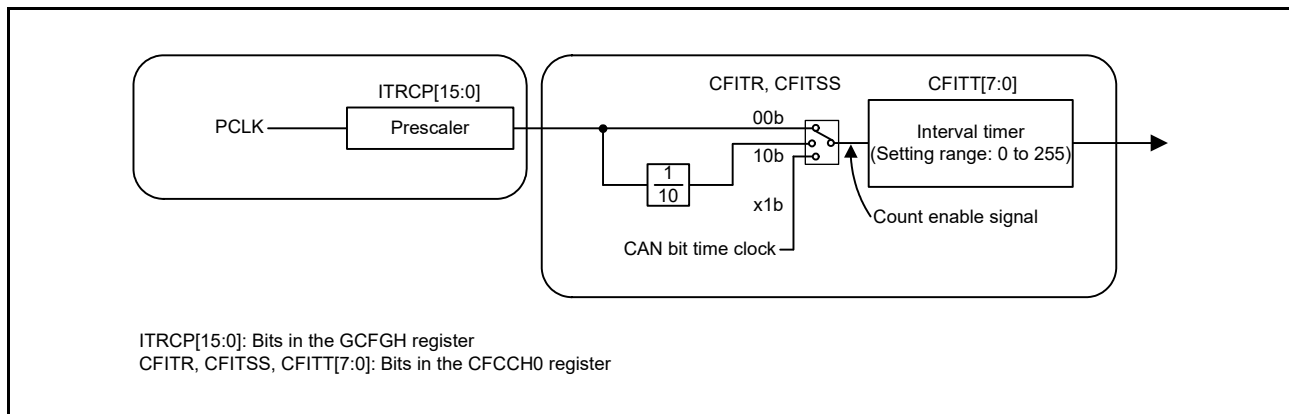 ITRCP[15:0]
PCLK
Prescaler
CFITR, CFITSS
CFITT[7:0]
00b
10b
x1b
1
10
Interval timer
(Setting range: 0 to 255)
Count enable signal
CAN bit time clock
ITRCP[15:0]: Bits in the GCFGH register
CFITR, CFITSS, CFITT[7:0]: Bits in the CFCCH0 register